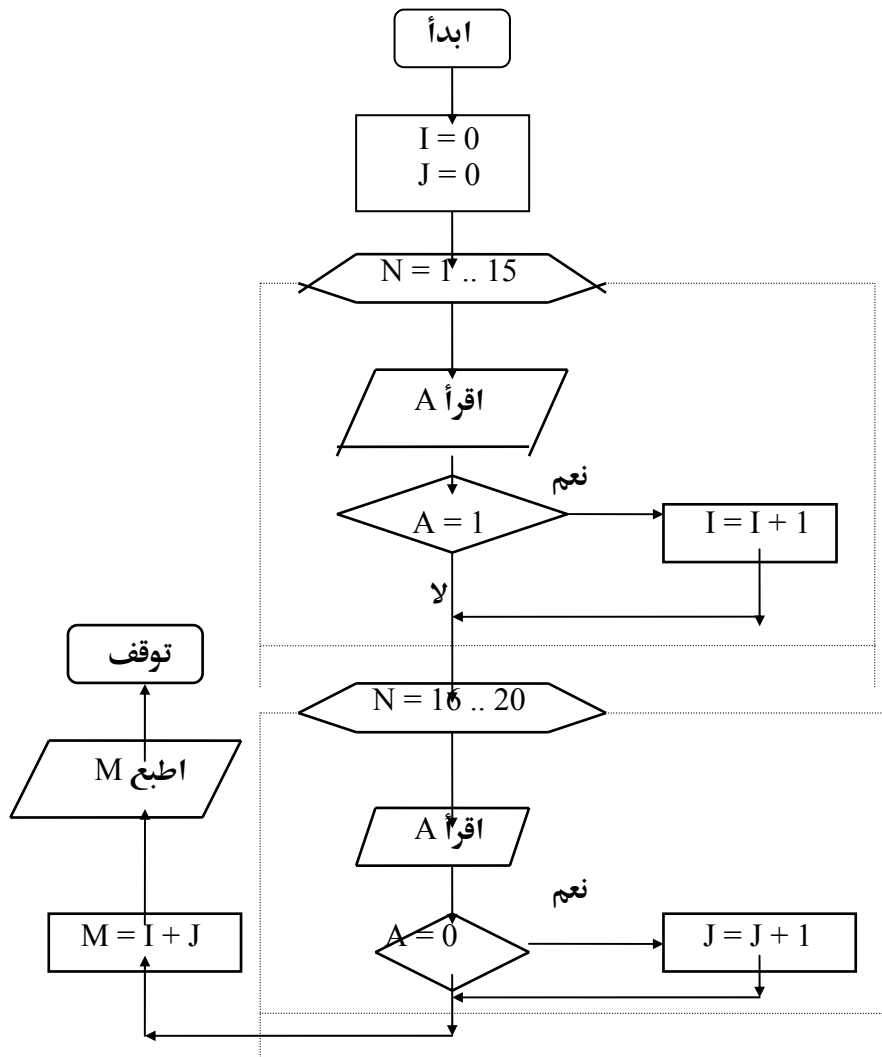 ابدأ
I = 0
J = 0
N = 1 .. 15
اقرأ A
نعم
A = 1
I = I + 1
لا
N = 16 .. 20
اقرأ A
نعم
A = 0
J = J + 1
M = I + J
اطبع M
توقف